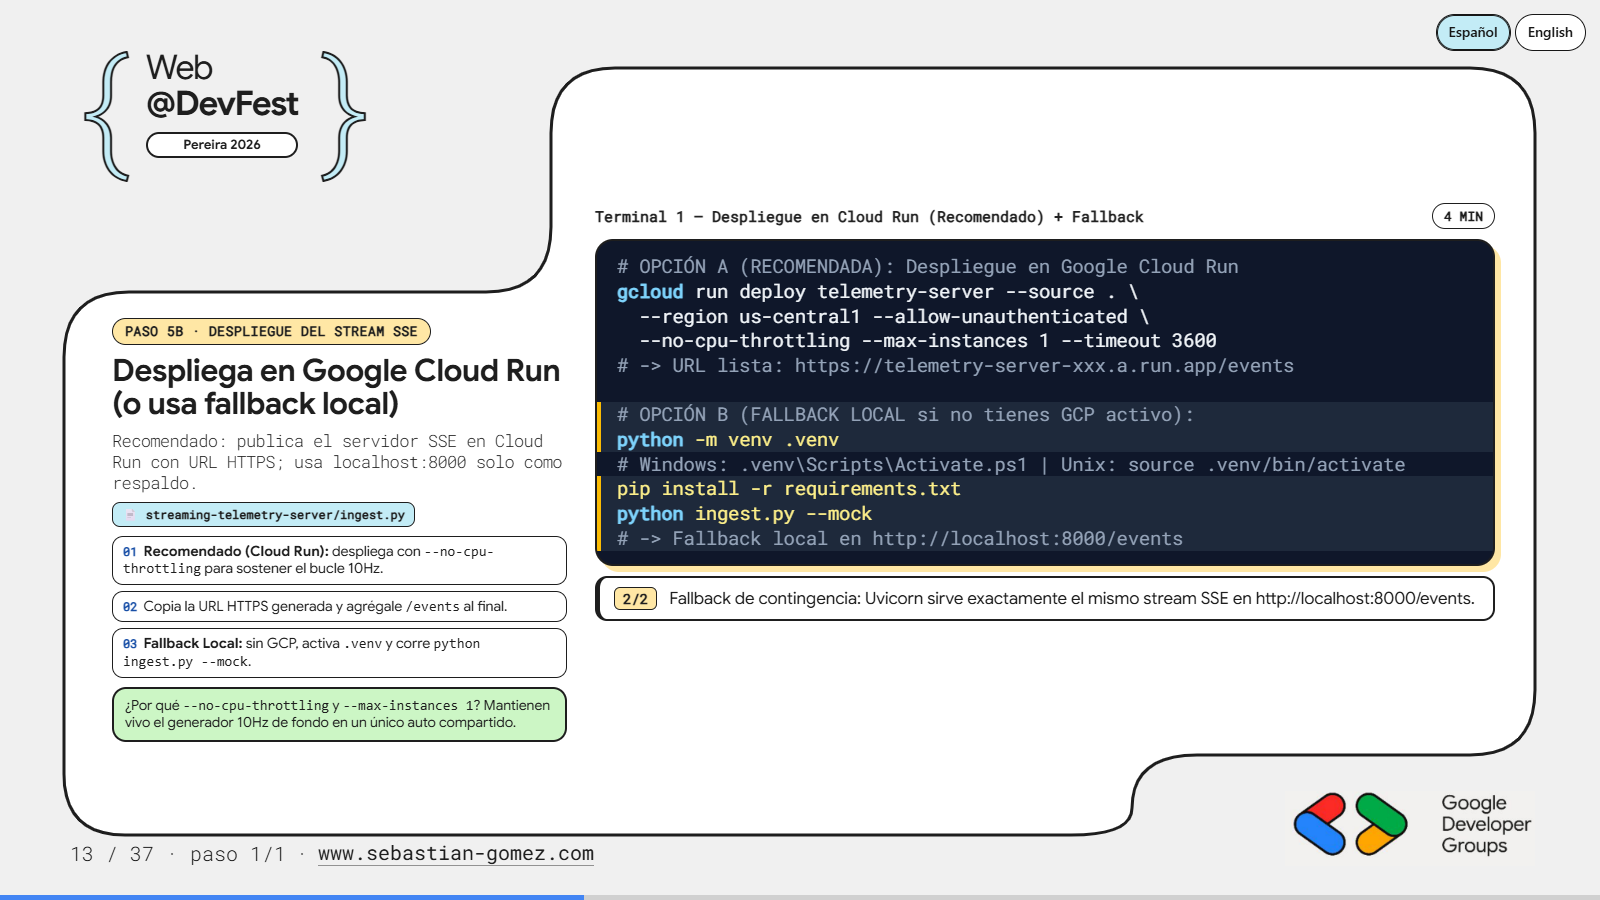 Español
English
Web
@DevFest
Pereira 2026
PASO 5B · DESPLIEGUE DEL STREAM SSE
Despliega en Google Cloud Run
(o usa fallback local)
Recomendado: publica el servidor SSE en Cloud
Run con URL HTTPS; usa localhost:8000 solo como
respaldo.
streaming-telemetry-server/ingest.py
01 Recomendado (Cloud Run): despliega con --no-cpu-
throttling para sostener el bucle 10Hz.
02 Copia la URL HTTPS generada y agrégale /events al final.
03 Fallback Local: sin GCP, activa .venv y corre python
ingest.py --mock.
¿Por qué --no-cpu-throttling y --max-instances 1? Mantienen
vivo el generador 10Hz de fondo en un único auto compartido.
Terminal 1 — Despliegue en Cloud Run (Recomendado) + Fallback
4 MIN
# OPCIÓN A (RECOMENDADA): Despliegue en Google Cloud Run
gcloud run deploy telemetry-server --source . \
--region us-central1 --allow-unauthenticated \
--no-cpu-throttling --max-instances 1 --timeout 3600
# -> URL lista: https://telemetry-server-xxx.a.run.app/events
# OPCIÓN B (FALLBACK LOCAL si no tienes GCP activo):
python -m venv .venv
# Windows: .venv\Scripts\Activate.ps1 | Unix: source .venv/bin/activate
pip install -r requirements.txt
python ingest.py --mock
# -> Fallback local en http://localhost:8000/events
2/2 Fallback de contingencia: Uvicorn sirve exactamente el mismo stream SSE en http://localhost:8000/events.
13 / 37 · paso 1/1 · www.sebastian-gomez.com
Google
Developer
Groups